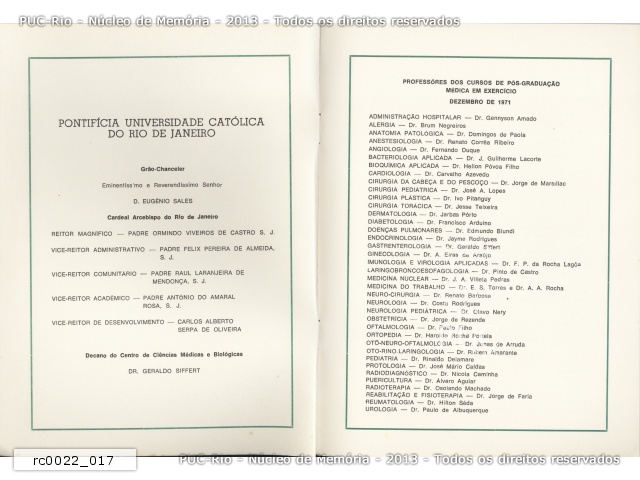 PUC-Rio - Núcleo de Memória - 2013 - Todos os direitos reservados
PONTIFÍCIA UNIVERSIDADE CATÓLICA
DO RIO DE JANEIRO
Grão-Chanceler
Eminentíssimo e Reverendíssimo Senhor
D. EUGÊNIO SALES
Cardeal Arcebispo do Rio de Janeiro
REITOR MAGNÍFICO — PADRE ORMINDO VIVEIROS DE CASTRO S. J.
VICE-REITOR ADMINISTRATIVO — PADRE FELIX PEREIRA DE ALMEIDA,
S. J.
VICE-REITOR COMUNITÁRIO — PADRE RAUL LARANJEIRA DE
MENDONÇA, S. J.
VICE-REITOR ACADÊMICO — PADRE ANTÔNIO DO AMARAL
ROSA, S. J.
VICE-REITOR DE DESENVOLVIMENTO — CARLOS ALBERTO
SERPA DE OLIVEIRA
Decano do Centro de Ciências Médicas e Biológicas
DR. GERALDO SIFFERT
PROFESSÔRES DOS CURSOS DE PÓS-GRADUAÇÃO
MÉDICA EM EXERCÍCIO
DEZEMBRO DE 1971
ADMINISTRAÇÃO HOSPITALAR — Dr. Gennyson Amado
ALERGIA — Dr. Brum Negreiros
ANATOMIA PATOLÓGICA — Dr. Domingos de Paola
ANESTESIOLOGIA — Dr. Renato Corrêa Ribeiro
ANGIOLOGIA — Dr. Fernando Duque
BACTERIOLOGIA APLICADA — Dr. J. Guilherme Lacorte
BIOQUÍMICA APLICADA — Dr. Helion Póvoa Filho
CARDIOLOGIA — Dr. Carvalho Azevedo
CIRURGIA DA CABEÇA E DO PESCOÇO — Dr. Jorge de Marsillac
CIRURGIA PEDIÁTRICA — Dr. José A. Lopes
CIRURGIA PLÁSTICA — Dr. Ivo Pitanguy
CIRURGIA TORÁCICA — Dr. Jesse Teixeira
DERMATOLOGIA — Dr. Jarbas Pôrto
DIABETOLOGIA — Dr. Francisco Arduino
DOENÇAS PULMONARES — Dr. Edmundo Blundi
ENDOCRINOLOGIA — Dr. Jayme Rodrigues
GASTRENTEROLOGIA — Dr. Geraldo Siffert
GINECOLOGIA — Dr. A. Eiras de Araújo
IMUNOLOGIA E VIROLOGIA APLICADAS — Dr. F. P. da Rocha Lagôa
LARINGOBRONCOESOFAGOLOGIA — Dr. Pinto de Castro
MEDICINA NUCLEAR — Dr. J. A. Villela Pedras
MEDICINA DO TRABALHO — Dr. E. S. Torres e Dr. A. A. Rocha
NEURO-CIRURGIA — Dr. Renato Barbosa
NEUROLOGIA — Dr. Costa Rodrigues
NEUROLOGIA PEDIÁTRICA — Dr. Olavo Nery
OBSTETRÍCIA — Dr. Jorge de Rezende
OFTALMOLOGIA — Dr. Paulo Filho
ORTOPEDIA — Dr. Haroldo Rocha Portela
OTO-NEURO-OFTALMOLOGIA — Dr. Jonas de Arruda
OTO-RINO-LARINGOLOGIA — Dr. Rubem Amarante
PEDIATRIA — Dr. Rinaldo Delamare
PROTOLOGIA — Dr. José Mário Caldas
RADIODIAGNÓSTICO — Dr. Nicola Caminha
PUERICULTURA — Dr. Álvaro Aguiar
RADIOTERAPIA — Dr. Osolando Machado
REABILITAÇÃO E FISIOTERAPIA — Dr. Jorge de Faria
REUMATOLOGIA — Dr. Hilton Séda
UROLOGIA — Dr. Paulo de Albuquerque
rc0022_017
PUC-Rio - Núcleo de Memória - 2013 - Todos os direitos reservados